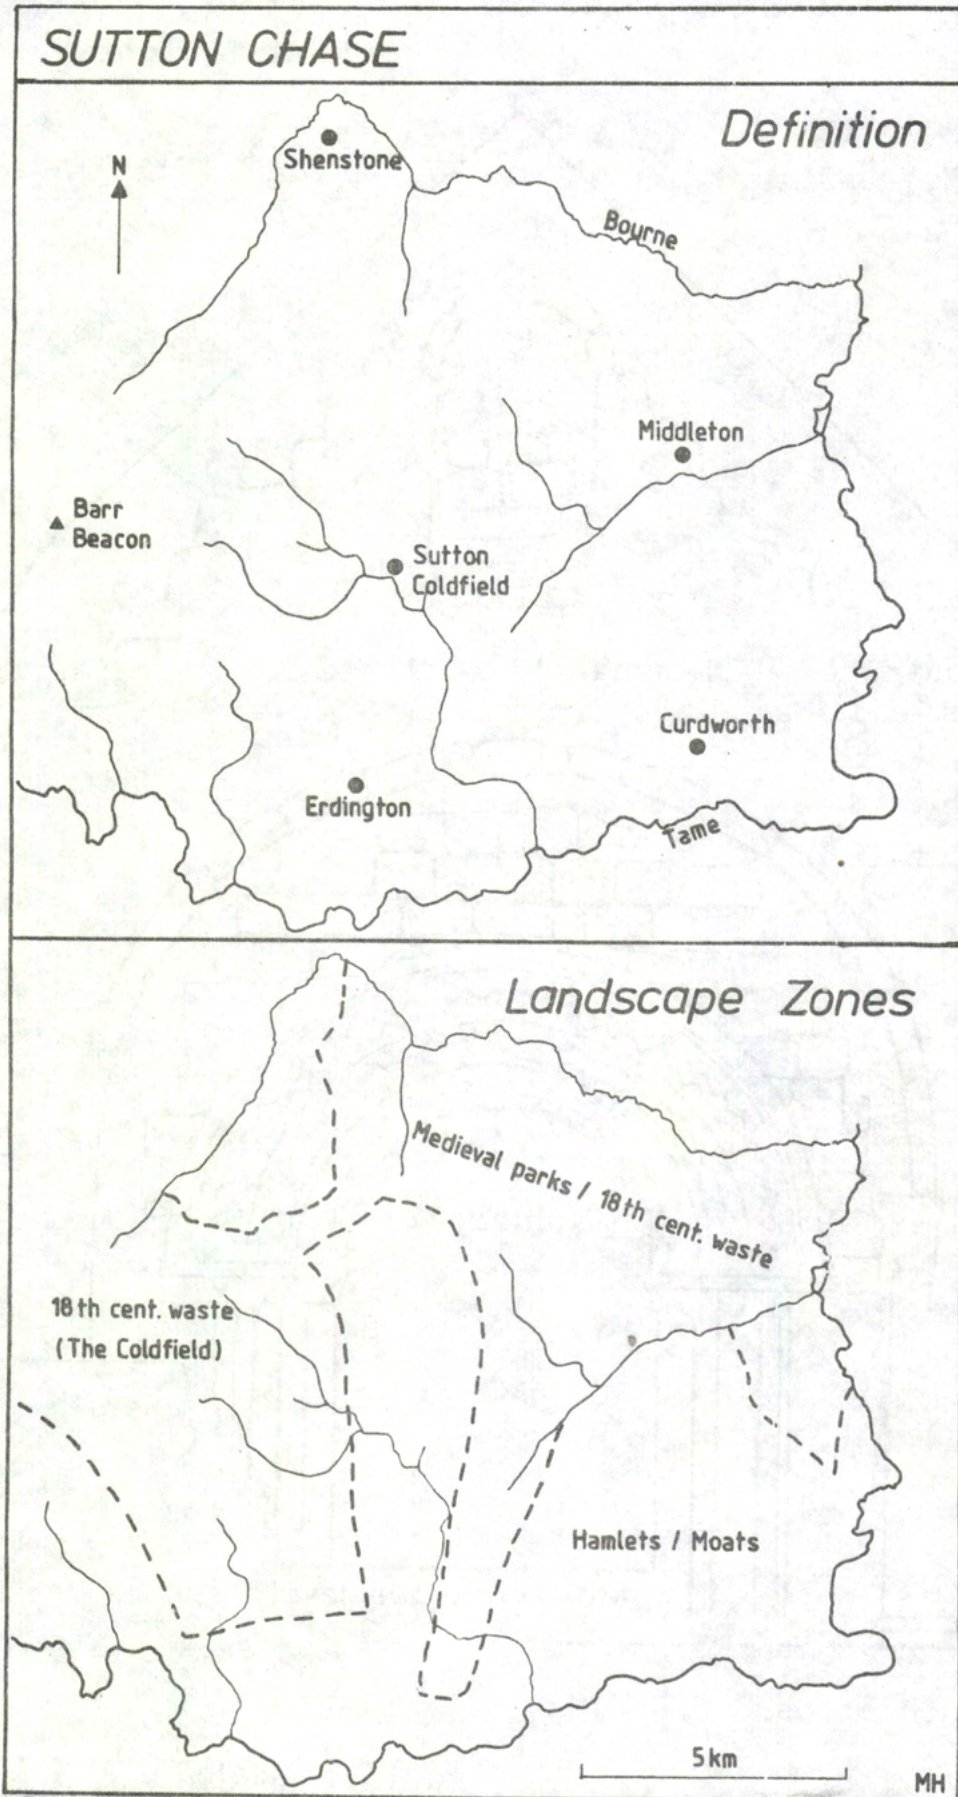 SUTTON CHASE
Definition
N
Shenstone
Bourne
Middleton
Barr
Beacon
Sutton
Coldfield
Curdworth
Erdington
Tame
Landscape Zones
Medieval parks / 18th cent. waste
18th cent. waste
(The Coldfield)
Hamlets / Moats
5km
MH